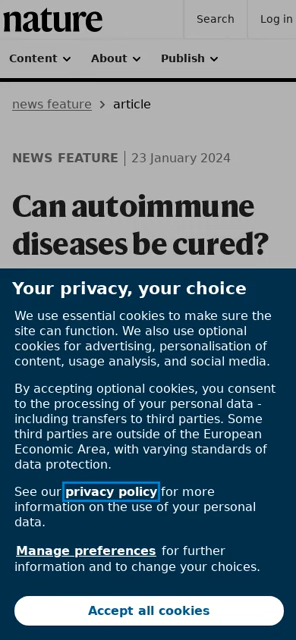 nature
Search
Log in
Content
About
Publish
news feature > article
NEWS FEATURE | 23 January 2024
Can autoimmune
diseases be cured?
Your privacy, your choice
We use essential cookies to make sure the
site can function. We also use optional
cookies for advertising, personalisation of
content, usage analysis, and social media.
By accepting optional cookies, you consent
to the processing of your personal data -
including transfers to third parties. Some
third parties are outside of the European
Economic Area, with varying standards of
data protection.
See our privacy policy for more
information on the use of your personal
data.
Manage preferences for further
information and to change your choices.
Accept all cookies